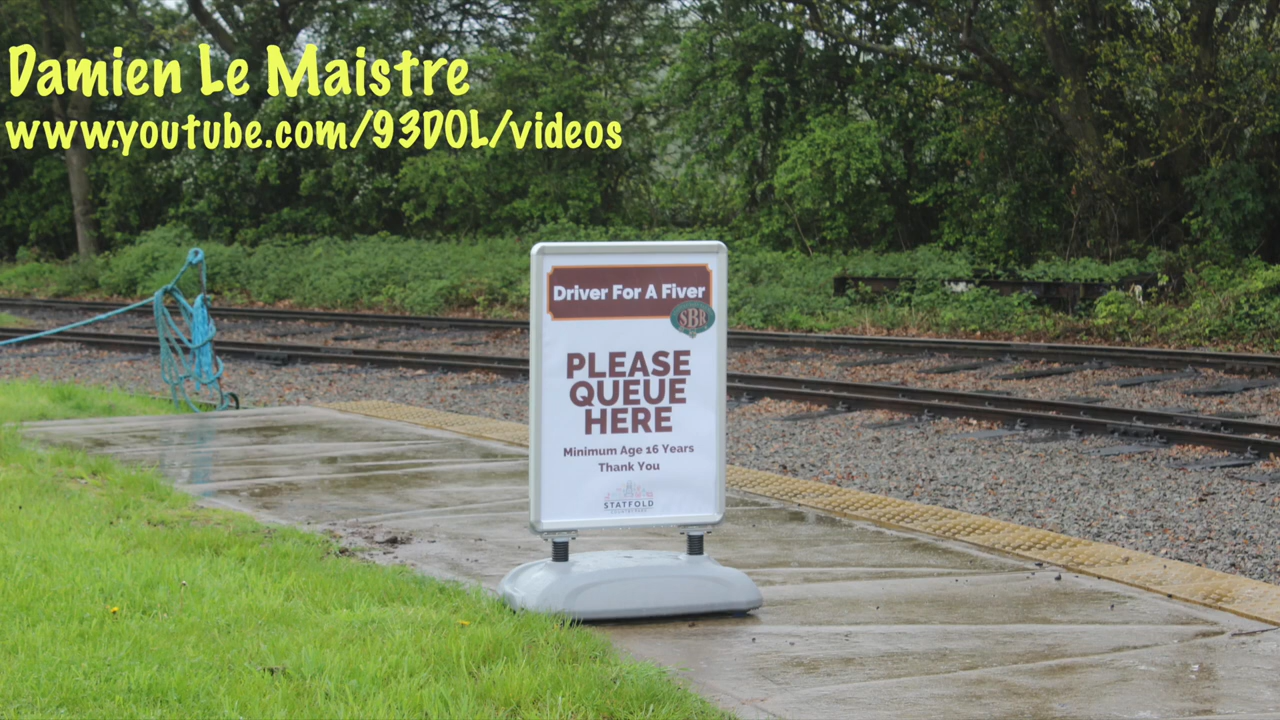 Damien Le Maistre
www.youtube.com/93DOL/videos
Driver For A Fiver
SBR
PLEASE
QUEUE
HERE
Minimum Age 16 Years
Thank You
STATFOLD